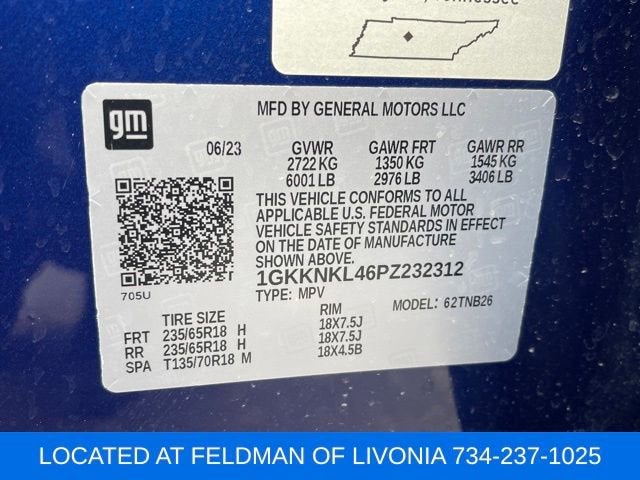 gm
MFD BY GENERAL MOTORS LLC
06/23 GVWR GAWR FRT GAWR RR
2722 KG 1350 KG 1545 KG
6001 LB 2976 LB 3406 LB
THIS VEHICLE CONFORMS TO ALL
APPLICABLE U.S. FEDERAL MOTOR
VEHICLE SAFETY STANDARDS IN EFFECT
ON THE DATE OF MANUFACTURE
SHOWN ABOVE.
1GKKNKL46PZ232312
705U
TYPE: MPV MODEL: 62TNB26
TIRE SIZE RIM
FRT 235/65R18 H 18X7.5J
RR 235/65R18 H 18X7.5J
SPA T135/70R18 M 18X4.5B
LOCATED AT FELDMAN OF LIVONIA 734-237-1025